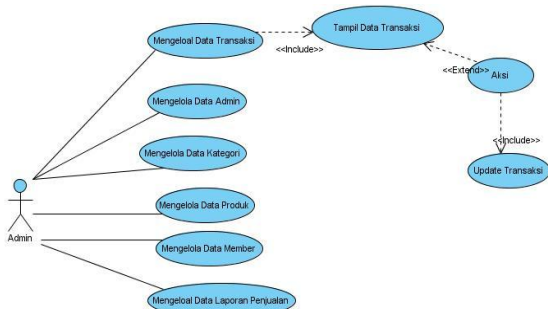 Mengeloal Data Transaksi
<<Include>>
Tampil Data Transaksi
<<Extend>>
Aksi
<<Include>>
Update Transaksi
Mengelola Data Admin
Mengelola Data Kategori
Mengelola Data Produk
Admin
Mengelola Data Member
Mengeloal Data Laporan Penjualan